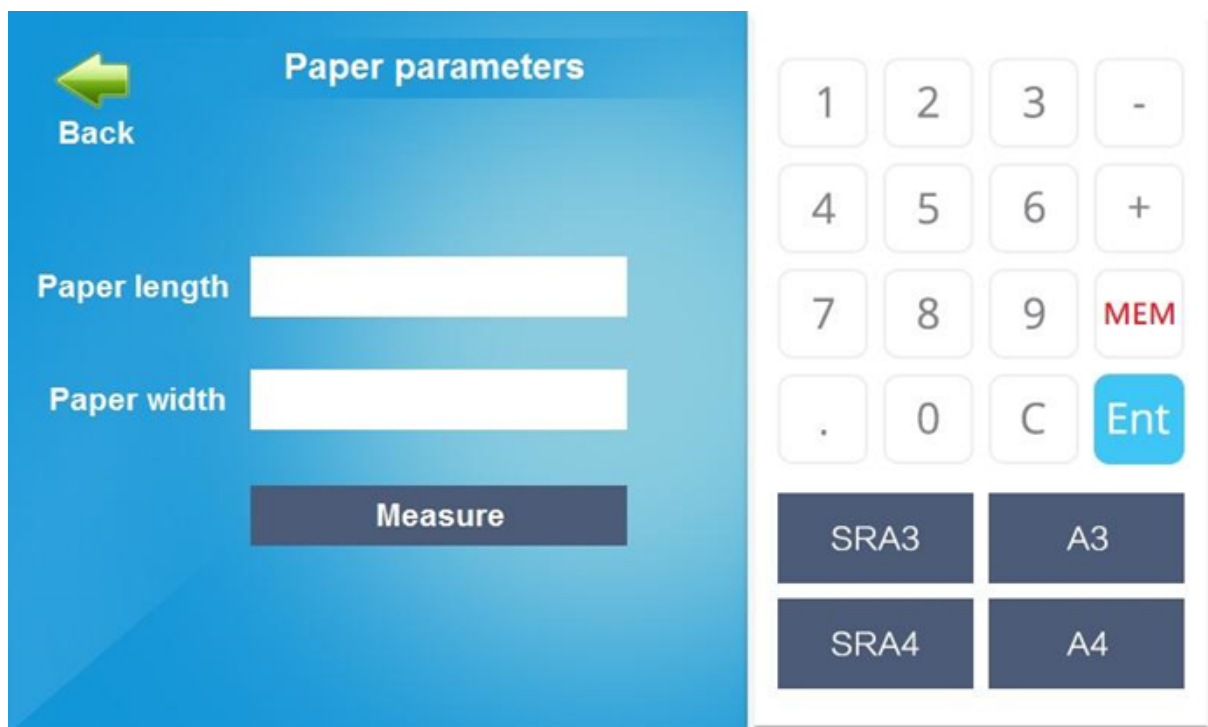 Paper parameters
Back
Paper length
Paper width
Measure
1 2 3 -
4 5 6 +
7 8 9 MEM
. 0 C Ent
SRA3 A3
SRA4 A4